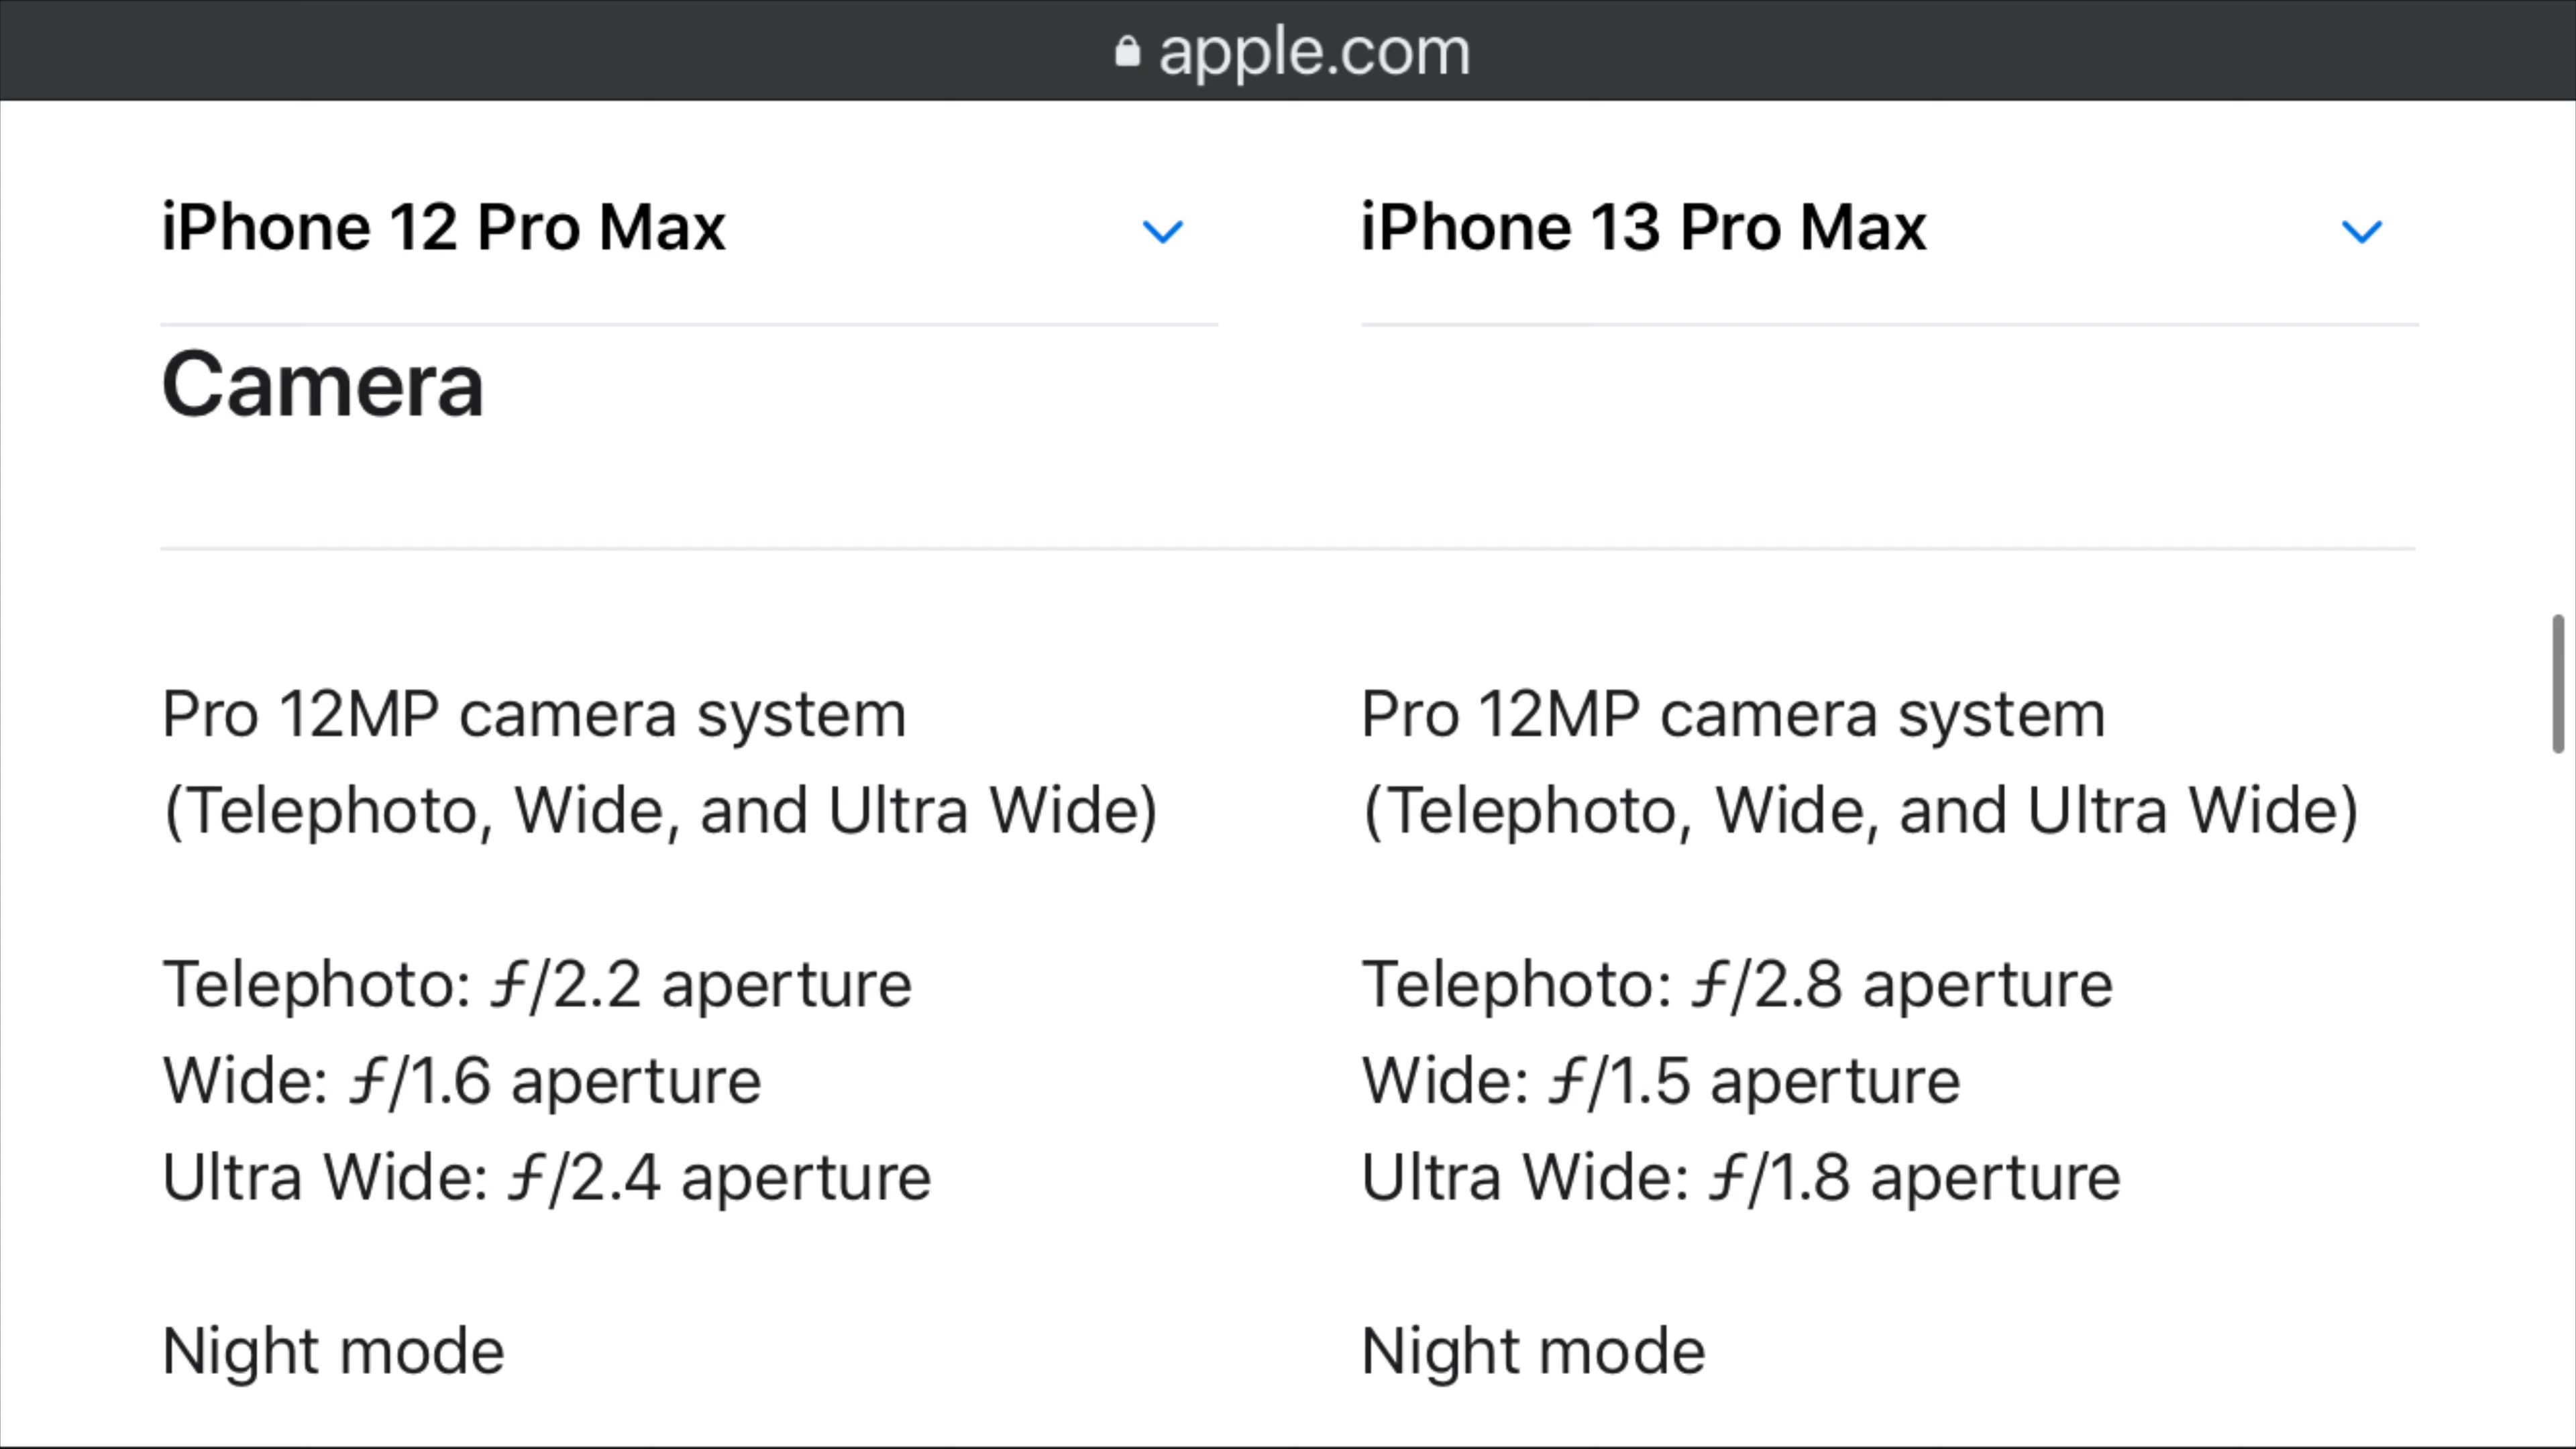 apple.com
iPhone 12 Pro Max
iPhone 13 Pro Max
Camera
Pro 12MP camera system
(Telephoto, Wide, and Ultra Wide)
Telephoto: ƒ/2.2 aperture
Wide: ƒ/1.6 aperture
Ultra Wide: ƒ/2.4 aperture
Night mode
Pro 12MP camera system
(Telephoto, Wide, and Ultra Wide)
Telephoto: ƒ/2.8 aperture
Wide: ƒ/1.5 aperture
Ultra Wide: ƒ/1.8 aperture
Night mode